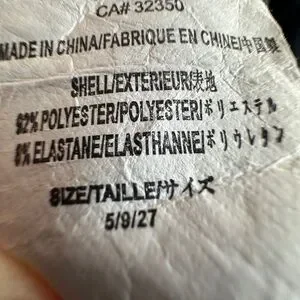 CA# 32350
MADE IN CHINA/FABRIQUE EN CHINE/中国製
SHELL/EXTERIEUR/表地
92% POLYESTER/POLYESTER/ポリエステル
8% ELASTANE/ELASTHANNE/ポリウレタン
SIZE/TAILLE/サイズ
5/9/27